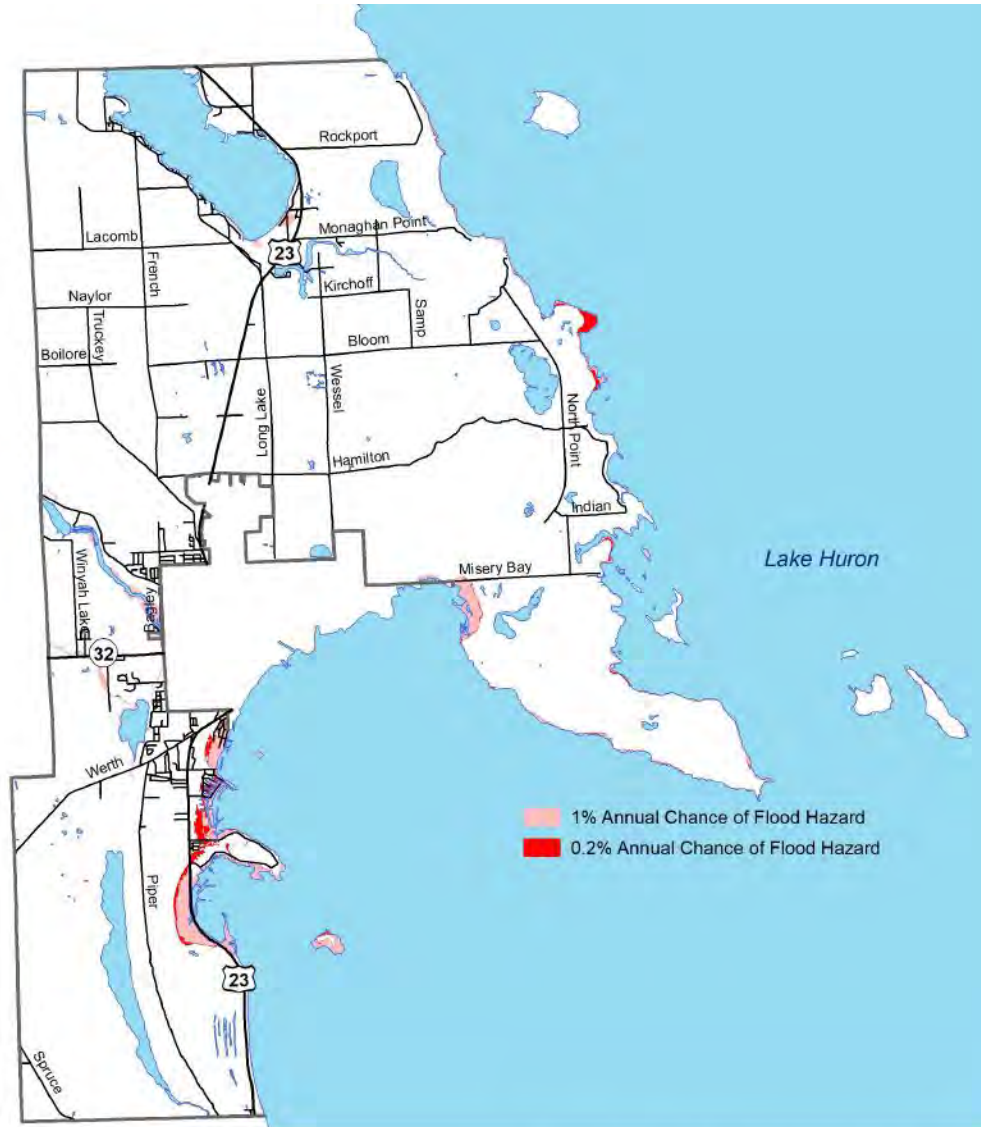 Rockport
Monaghan Point
Lacomb
23
French
Kirchoff
Naylor
Samp
Truckey
Bloom
Boilore
Wessel
Long Lake
North Point
Hamilton
Indian
Lake Huron
Misery Bay
Winyah Lake
Bagley
32
Werth
1% Annual Chance of Flood Hazard
0.2% Annual Chance of Flood Hazard
Piper
23
Spruce